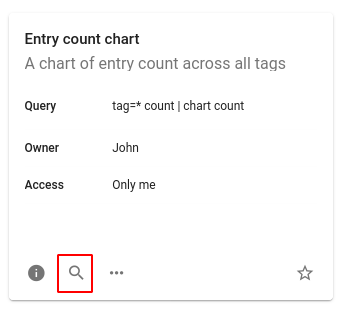 Entry count chart
A chart of entry count across all tags
Query tag=* count | chart count
Owner John
Access Only me